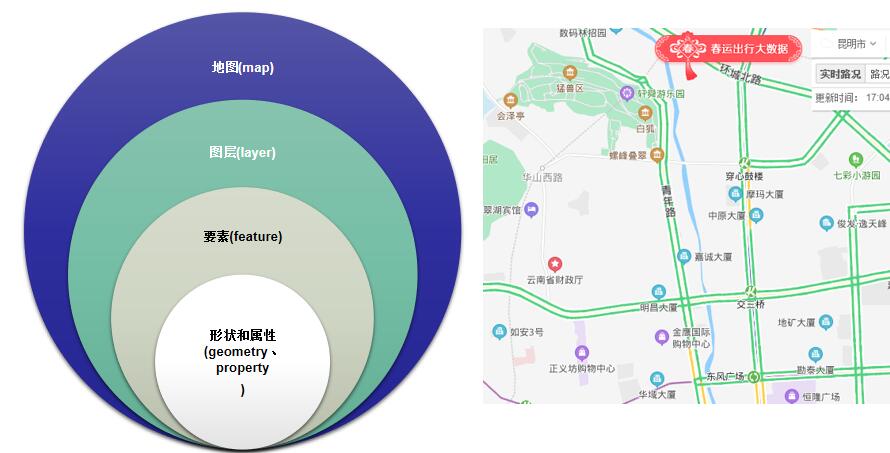 地图(map)
图层(layer)
要素(feature)
形状和属性
(geometry、
property
)
数码林招园
春
春运出行大数据
昆明市
环城北路
实时路况
路况
更新时间： 17:04
猛兽区
轩舜游乐园
会泽亭
白狐
螺峰叠翠
阳居
华山西路
穿心鼓楼
七彩小游园
青年路
摩玛大厦
翠湖宾馆
中原大厦
俊发·逸天峰
嘉诚大厦
云南省财政厅
明昌大厦
交三桥
如安3号
金鹰国际
购物中心
地矿大厦
正义坊购物中心
勘泰大厦
东风广场
华域大厦
恒隆广场